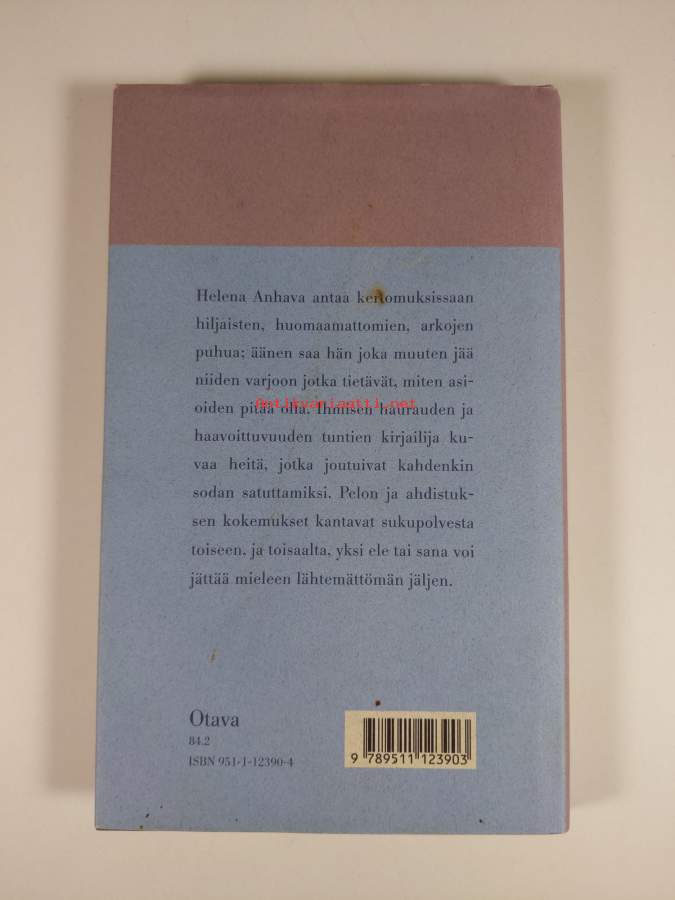 Helena Anhava antaa kertomuksissaan
hiljaisten, huomaamattomien, arkojen
puhua; äänen saa hän joka muuten jää
niiden varjoon jotka tietävät, miten asi-
oiden pitää olla. Ihmisen haurauden ja
Antikvariaatti.net
haavoittuvuuden tuntien kirjailija ku-
vaa heitä, jotka joutuivat kahdenkin
sodan satuttamiksi. Pelon ja ahdistuk-
sen kokemukset kantavat sukupolvesta
toiseen, ja toisaalta, yksi ele tai sana voi
jättää mieleen lähtemättömän jäljen.
Otava
84.2
ISBN 951-1-12390-4
9 789511 123903